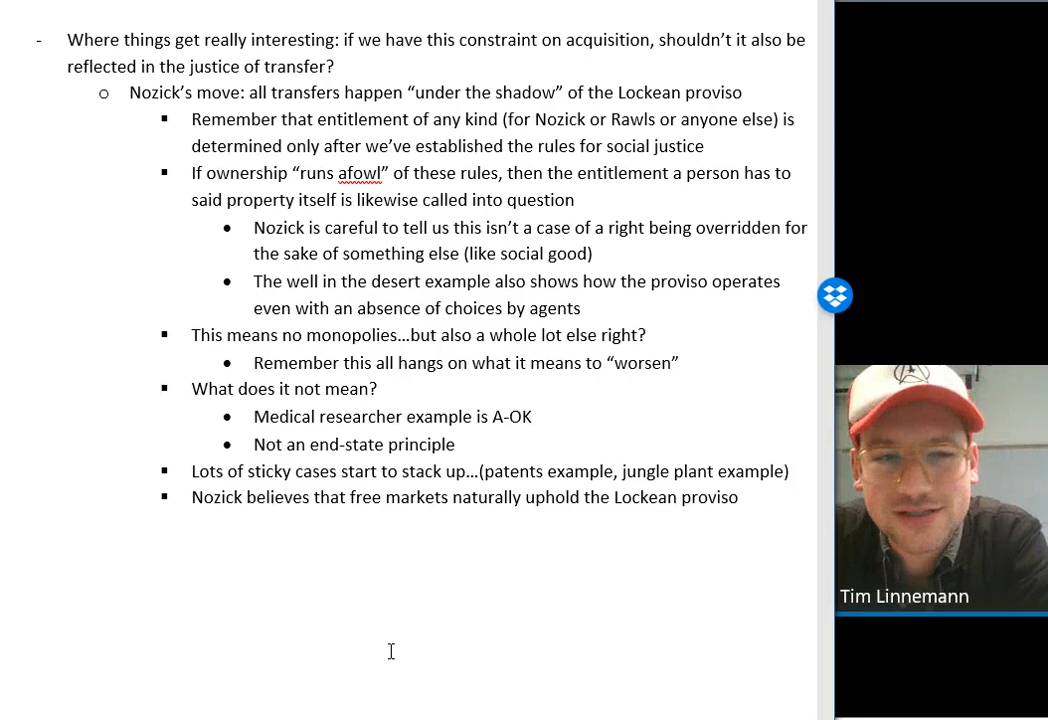 - Where things get really interesting: if we have this constraint on acquisition, shouldn’t it also be
reflected in the justice of transfer?
o Nozick’s move: all transfers happen “under the shadow” of the Lockean proviso
▪ Remember that entitlement of any kind (for Nozick or Rawls or anyone else) is
determined only after we’ve established the rules for social justice
▪ If ownership “runs afowl” of these rules, then the entitlement a person has to
said property itself is likewise called into question
• Nozick is careful to tell us this isn’t a case of a right being overridden for
the sake of something else (like social good)
• The well in the desert example also shows how the proviso operates
even with an absence of choices by agents
▪ This means no monopolies…but also a whole lot else right?
• Remember this all hangs on what it means to “worsen”
▪ What does it not mean?
• Medical researcher example is A-OK
• Not an end-state principle
▪ Lots of sticky cases start to stack up…(patents example, jungle plant example)
▪ Nozick believes that free markets naturally uphold the Lockean proviso
Tim Linnemann